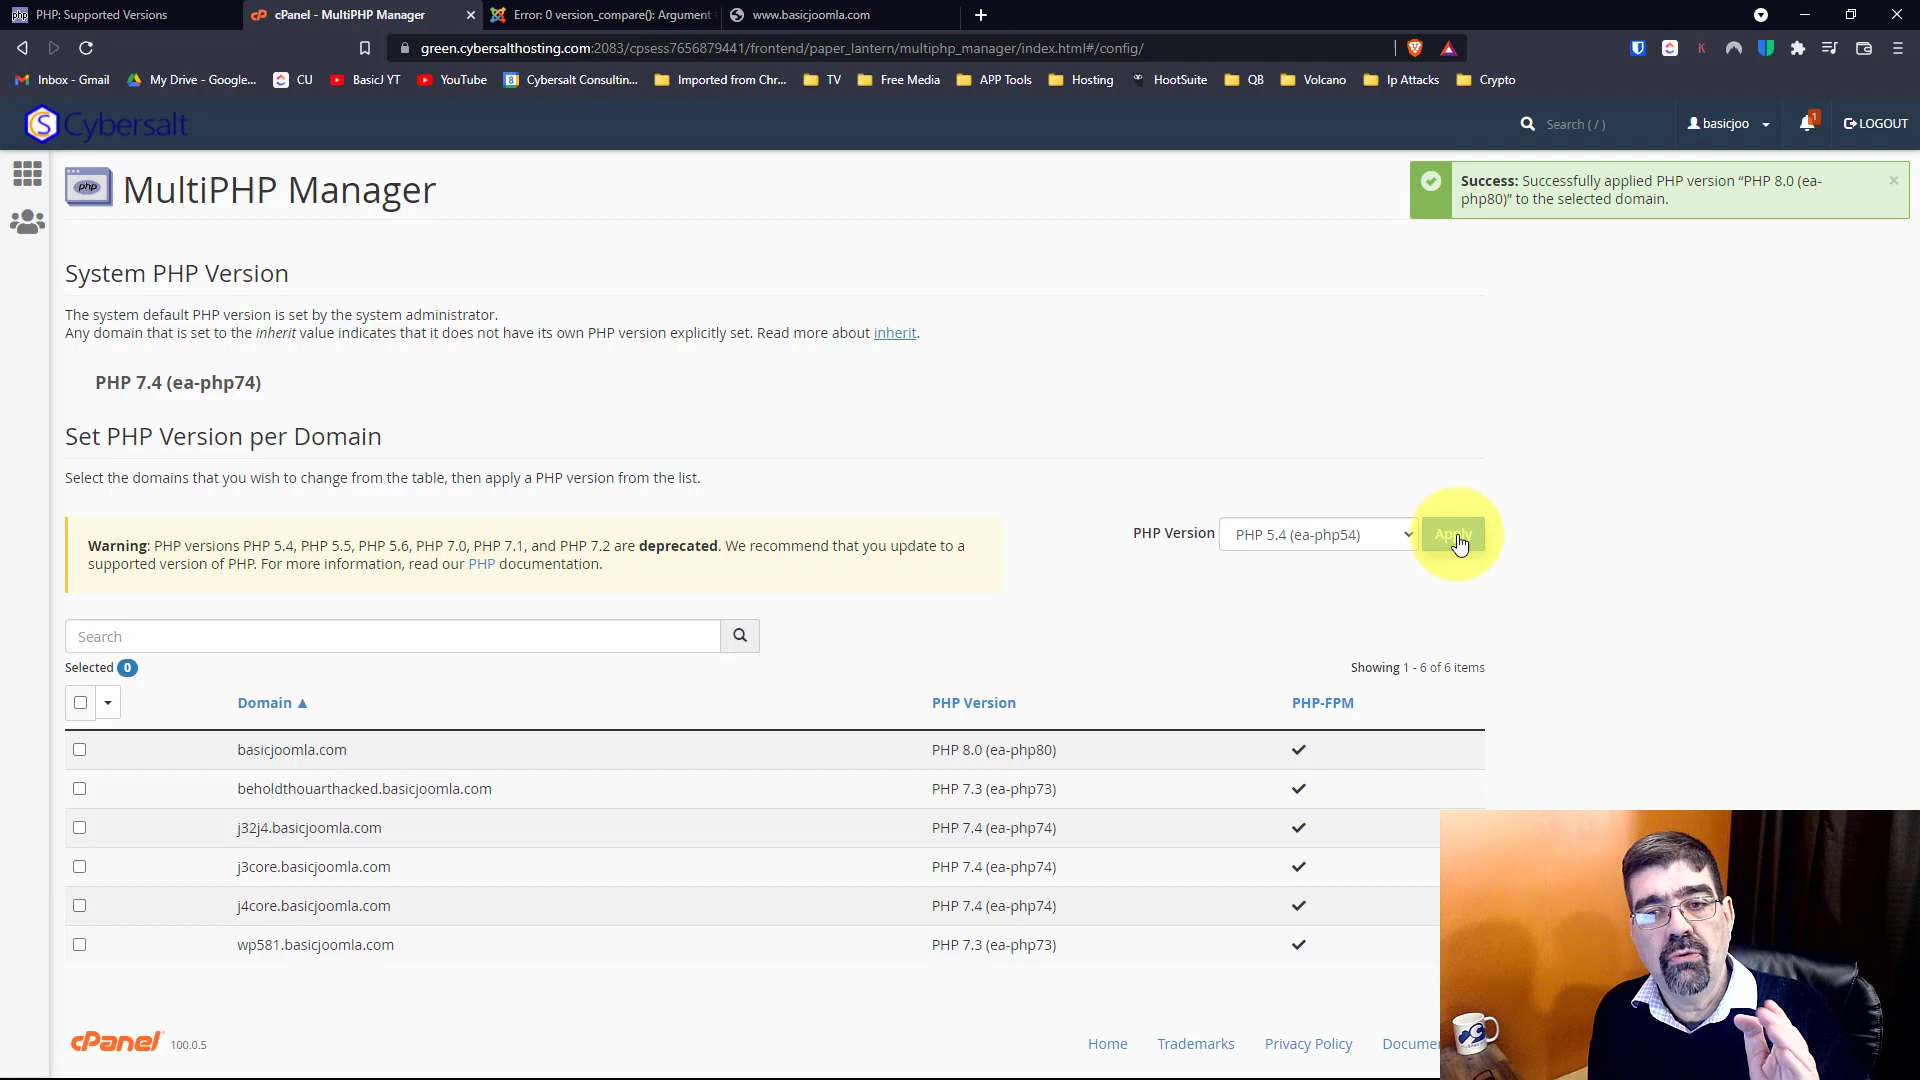 PHP: Supported Versions
cPanel - MultiPHP Manager
Error: 0 version_compare(): Argument
www.basicjoomla.com
green.cybersalthosting.com:2083/cpsess7656879441/frontend/paper_lantern/multiphp_manager/index.html#/config/
Inbox - Gmail
My Drive - Google...
CU
BasicJ YT
YouTube
Cybersalt Consultin...
Imported from Chr...
TV
Free Media
APP Tools
Hosting
HootSuite
QB
Volcano
Ip Attacks
Crypto
Cybersalt
Search ( / )
basicjoo
1
LOGOUT
php
MultiPHP Manager
Success: Successfully applied PHP version “PHP 8.0 (ea-
php80)” to the selected domain.
System PHP Version
The system default PHP version is set by the system administrator.
Any domain that is set to the inherit value indicates that it does not have its own PHP version explicitly set. Read more about inherit.
PHP 7.4 (ea-php74)
Set PHP Version per Domain
Select the domains that you wish to change from the table, then apply a PHP version from the list.
Warning: PHP versions PHP 5.4, PHP 5.5, PHP 5.6, PHP 7.0, PHP 7.1, and PHP 7.2 are deprecated. We recommend that you update to a
supported version of PHP. For more information, read our PHP documentation.
PHP Version
PHP 5.4 (ea-php54)
Apply
Search
Selected 0
Showing 1 - 6 of 6 items
Domain ▲ PHP Version PHP-FPM
basicjoomla.com PHP 8.0 (ea-php80)
beholdthouarthacked.basicjoomla.com PHP 7.3 (ea-php73)
j32j4.basicjoomla.com PHP 7.4 (ea-php74)
j3core.basicjoomla.com PHP 7.4 (ea-php74)
j4core.basicjoomla.com PHP 7.4 (ea-php74)
wp581.basicjoomla.com PHP 7.3 (ea-php73)
cPanel 100.0.5
Home
Trademarks
Privacy Policy
Documen